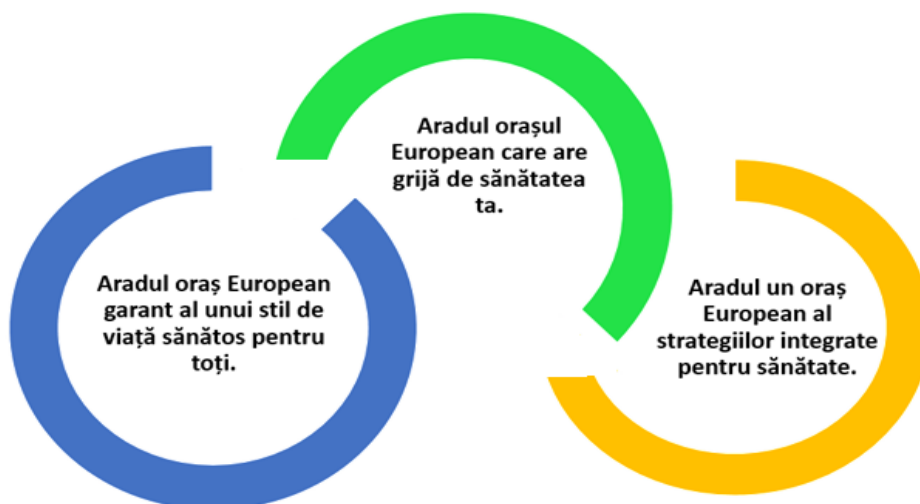 Aradul oraș European
garant al unui stil de
viață sănătos pentru
toți.
Aradul orașul
European care are
grijă de sănătatea
ta.
Aradul un oraș
European al
strategiilor integrate
pentru sănătate.